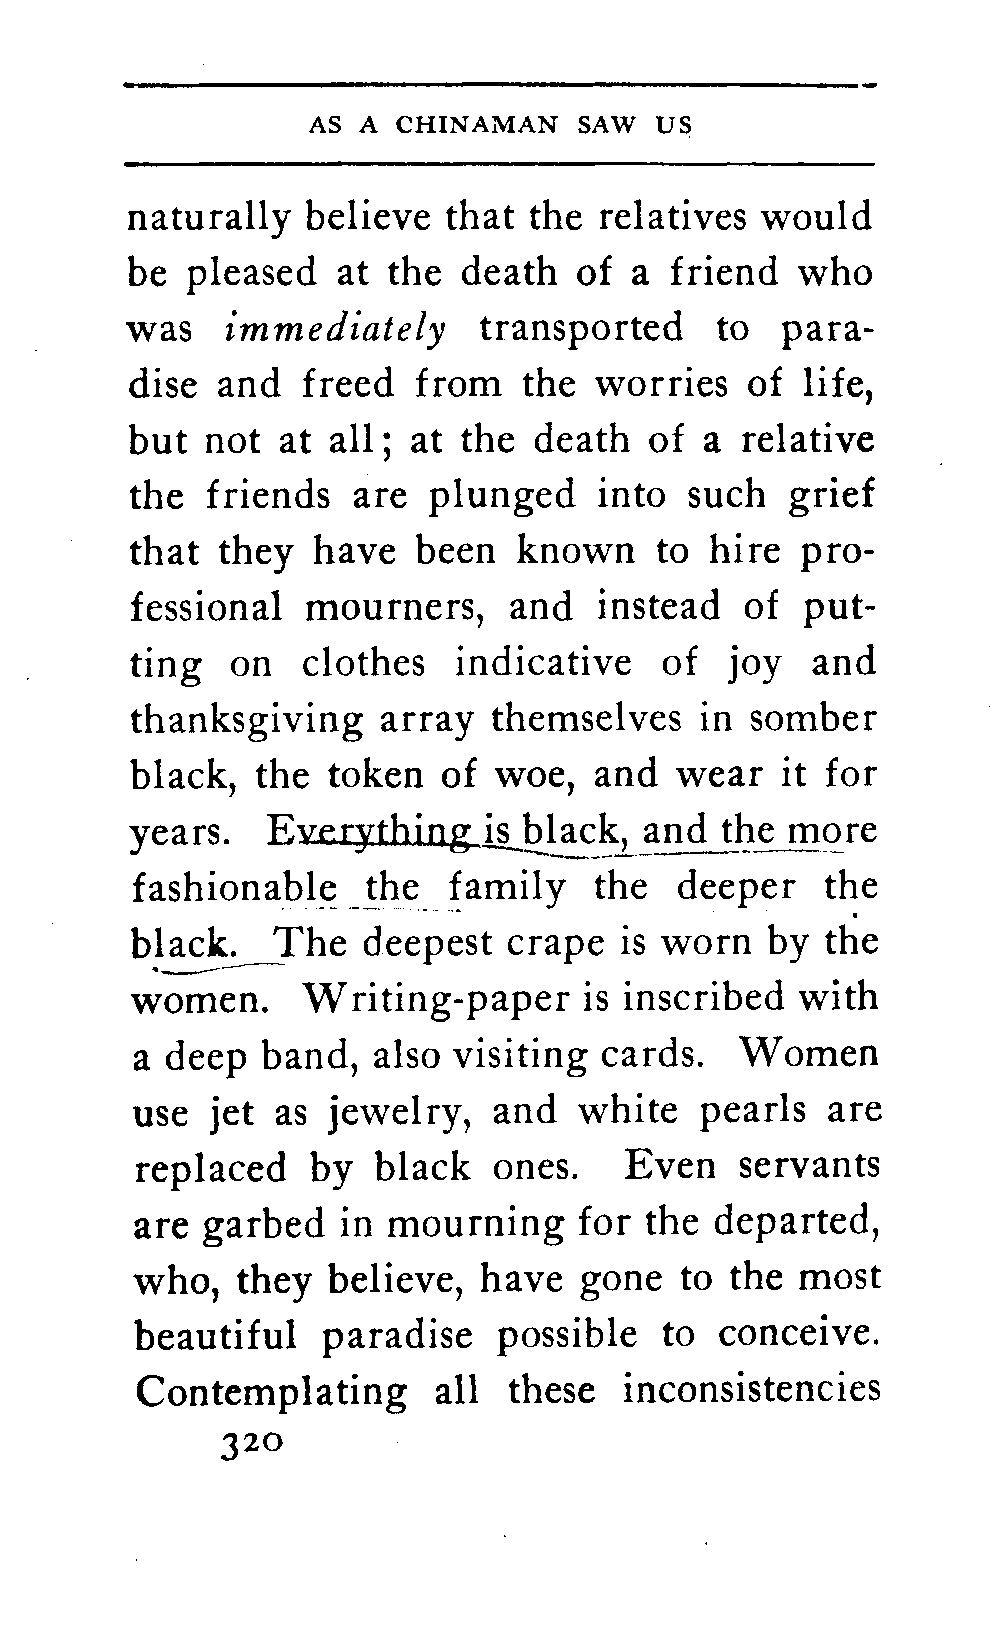 AS A CHINAMAN SAW US
naturally believe that the relatives would
be pleased at the death of a friend who
was immediately transported to para-
dise and freed from the worries of life,
but not at all; at the death of a relative
the friends are plunged into such grief
that they have been known to hire pro-
fessional mourners, and instead of put-
ting on clothes indicative of joy and
thanksgiving array themselves in somber
black, the token of woe, and wear it for
years. Everything is black, and the more
fashionable the family the deeper the
black. The deepest crape is worn by the
women. Writing-paper is inscribed with
a deep band, also visiting cards. Women
use jet as jewelry, and white pearls are
replaced by black ones. Even servants
are garbed in mourning for the departed,
who, they believe, have gone to the most
beautiful paradise possible to conceive.
Contemplating all these inconsistencies
320